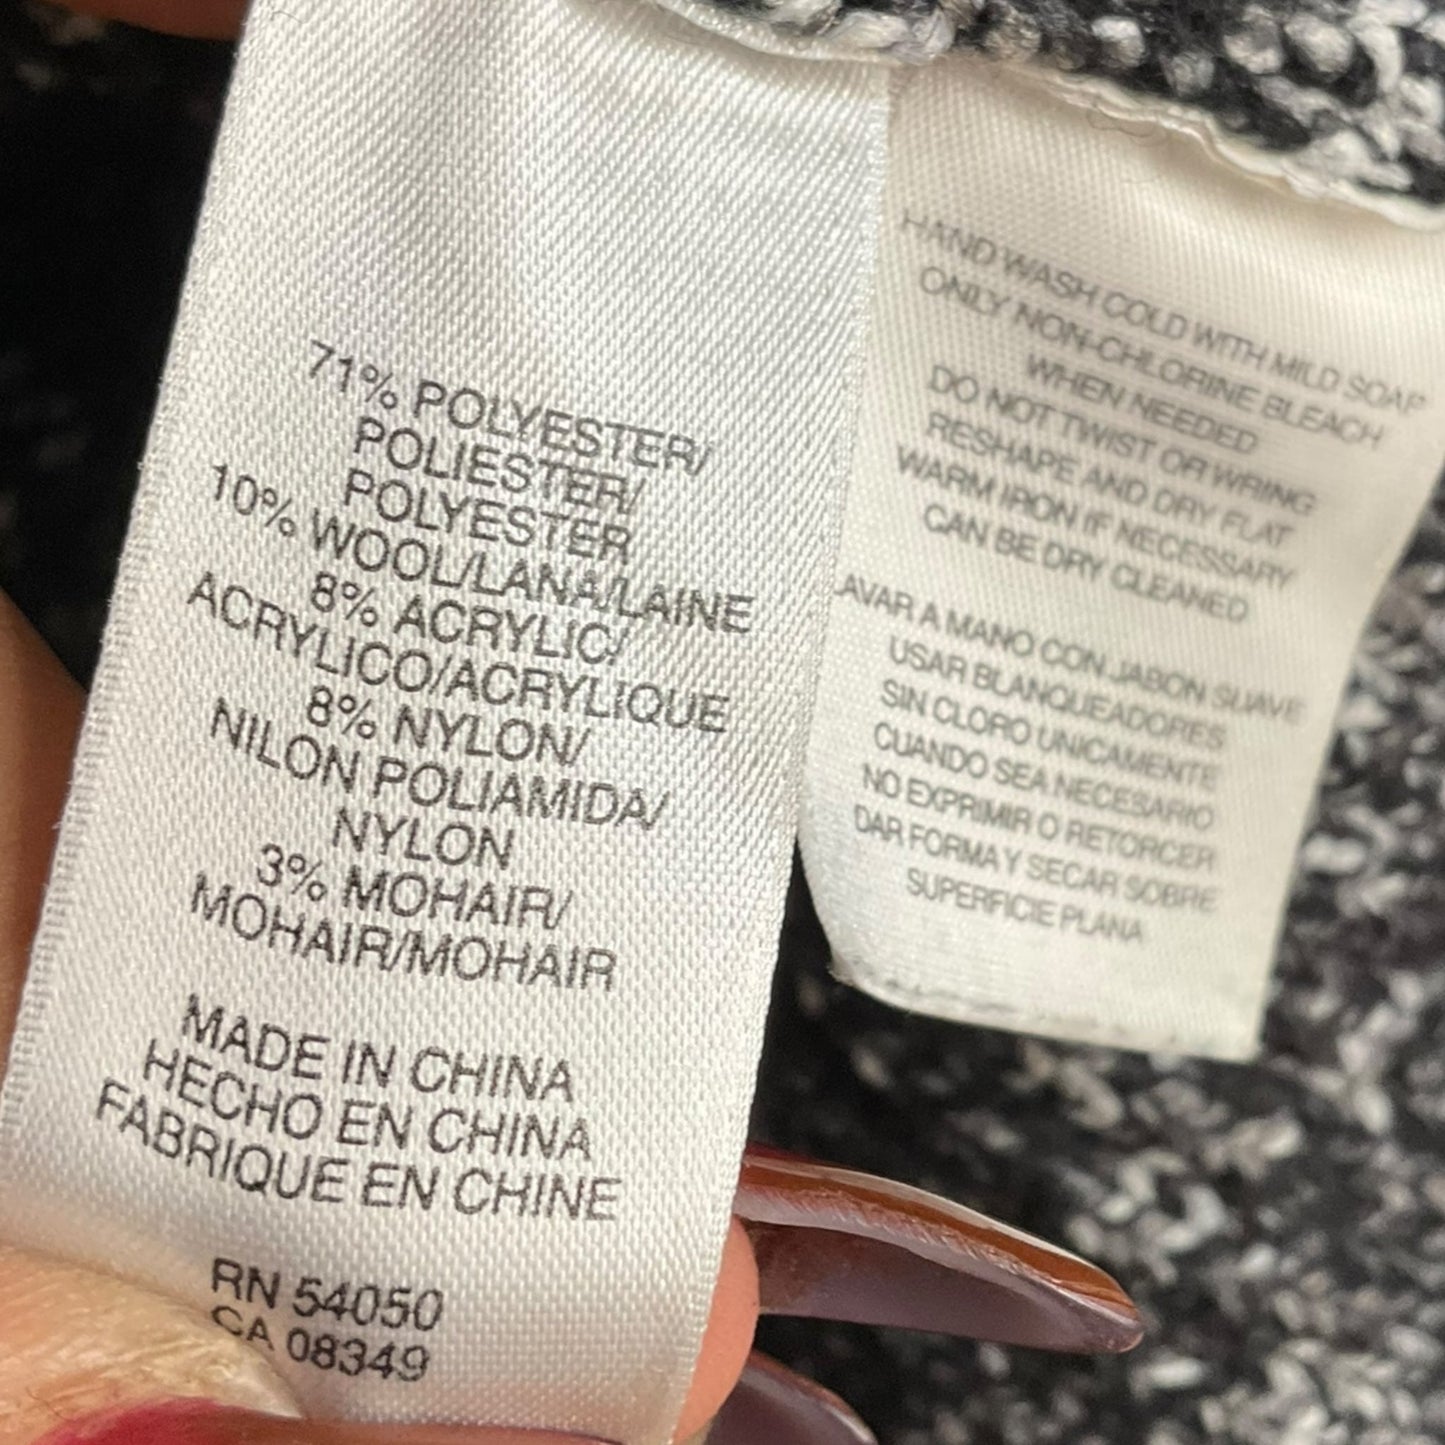 71% POLYESTER/
POLIESTER/
POLYESTER
10% WOOL/LANA/LAINE
8% ACRYLIC/
ACRYLICO/ACRYLIQUE
8% NYLON/
NILON POLIAMIDA/
NYLON
3% MOHAIR/
MOHAIR/MOHAIR
MADE IN CHINA
HECHO EN CHINA
FABRIQUE EN CHINE
RN 54050
CA 08349
HAND WASH COLD WITH MILD SOAP
ONLY NON-CHLORINE BLEACH
WHEN NEEDED
DO NOT TWIST OR WRING
RESHAPE AND DRY FLAT
WARM IRON IF NECESSARY
CAN BE DRY CLEANED
LAVAR A MANO CON JABON SUAVE
USAR BLANQUEADORES
SIN CLORO UNICAMENTE
CUANDO SEA NECESARIO
NO EXPRIMIR O RETORCER
DAR FORMA Y SECAR SOBRE
SUPERFICIE PLANA